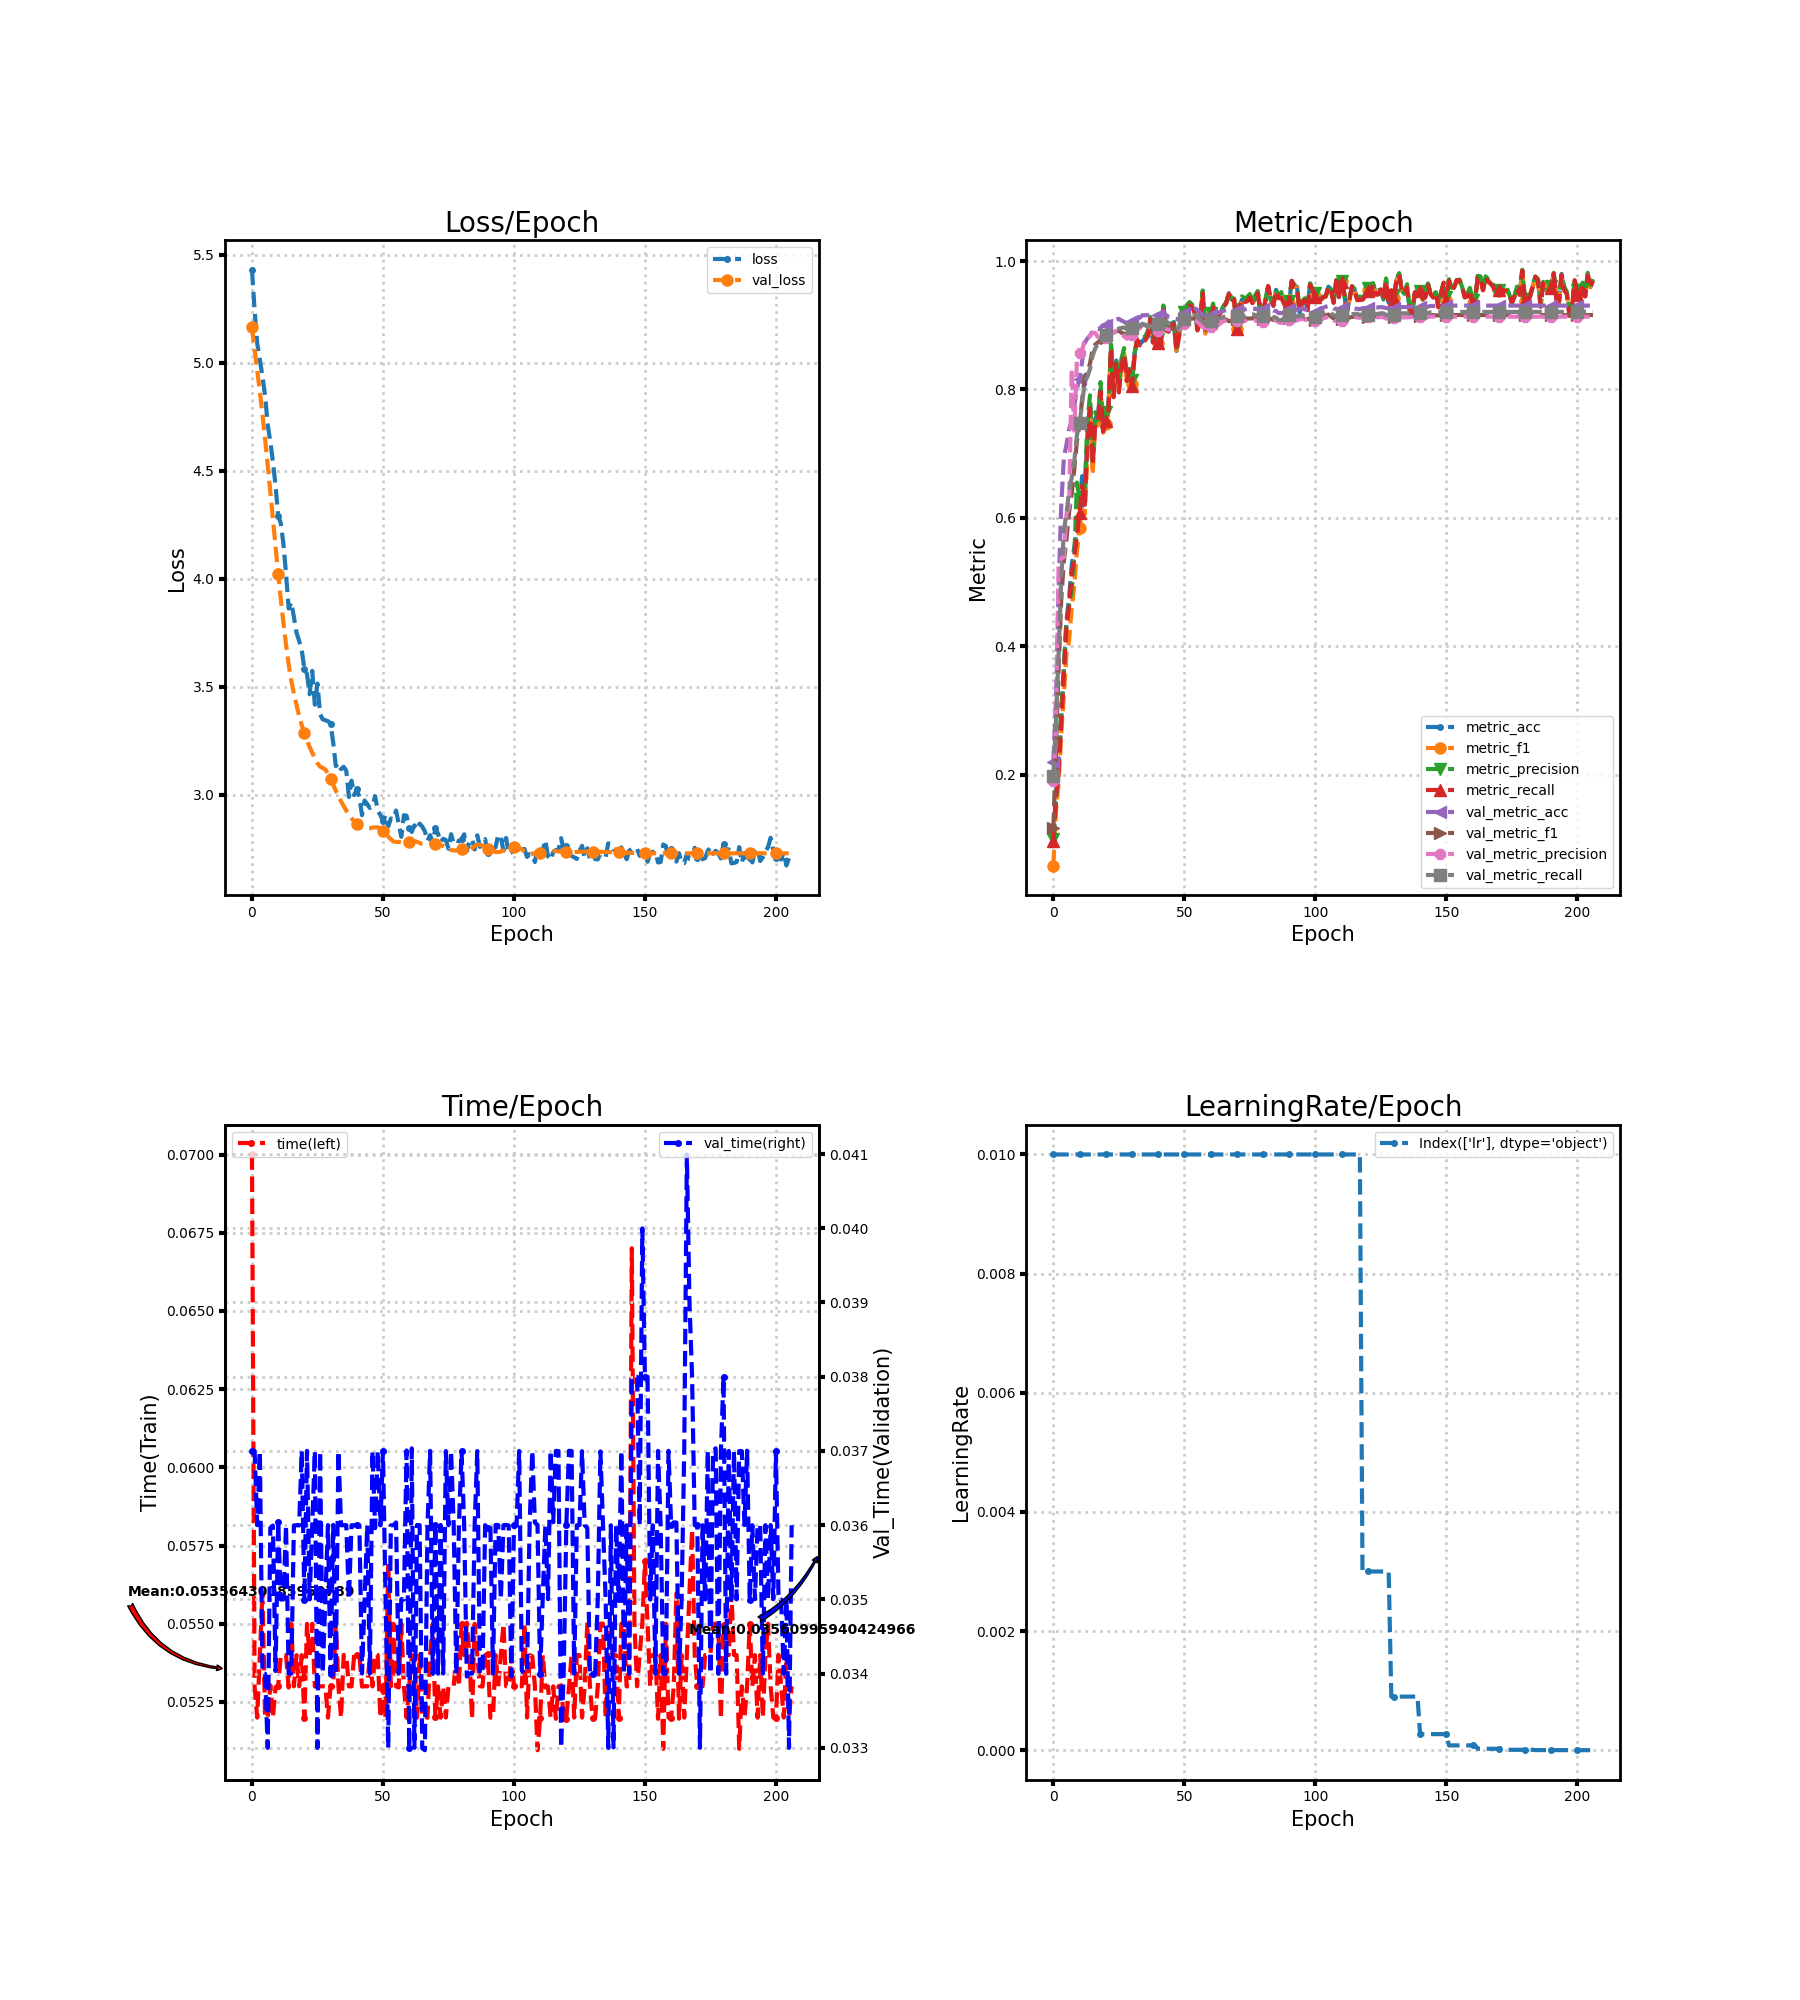 Loss/Epoch
5.5
5.0
4.5
4.0
3.5
3.0
Loss
loss
val_loss
0
50
100
150
200
Epoch
Metric/Epoch
1.0
0.8
0.6
0.4
0.2
Metric
metric_acc
metric_f1
metric_precision
metric_recall
val_metric_acc
val_metric_f1
val_metric_precision
val_metric_recall
0
50
100
150
200
Epoch
Time/Epoch
time(left)
val_time(right)
0.0700
0.0675
0.0650
0.0625
0.0600
0.0575
0.0550
0.0525
Time(Train)
0.041
0.040
0.039
0.038
0.037
0.036
0.035
0.034
0.033
Val_Time(Validation)
Mean:0.03560995940424966
0
50
100
150
200
Epoch
LearningRate/Epoch
Index(['lr'], dtype='object')
0.010
0.008
0.006
0.004
0.002
0.000
LearningRate
0
50
100
150
200
Epoch